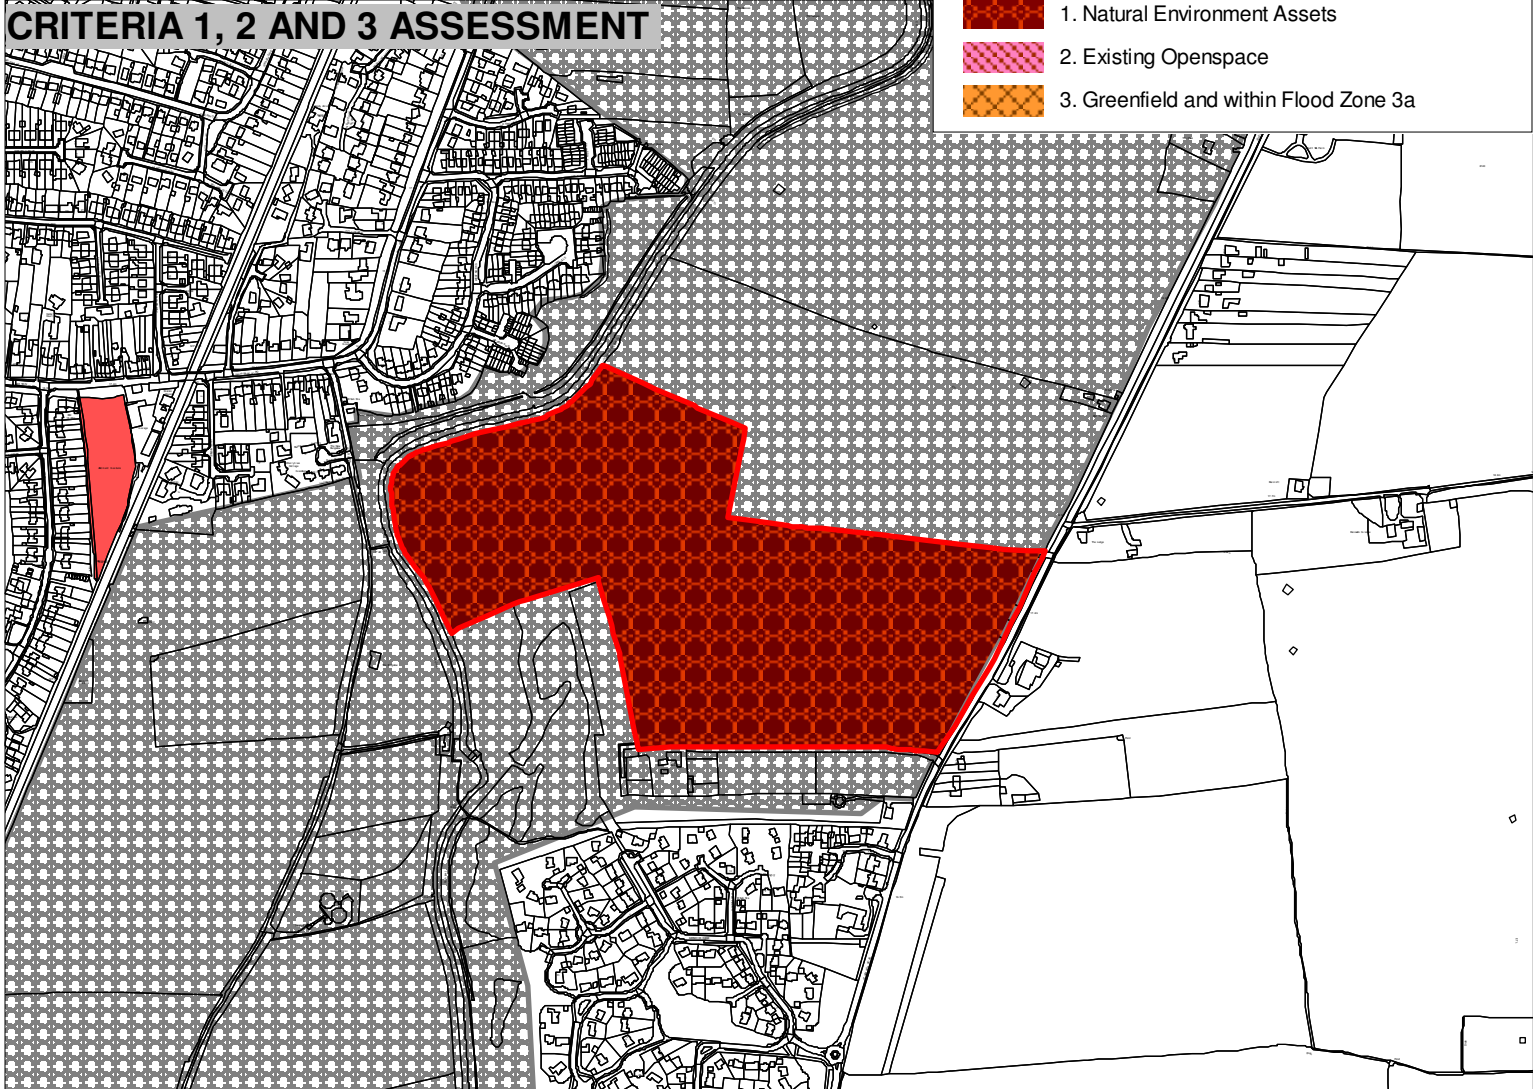 CRITERIA 1, 2 AND 3 ASSESSMENT
1. Natural Environment Assets
2. Existing Openspace
3. Greenfield and within Flood Zone 3a